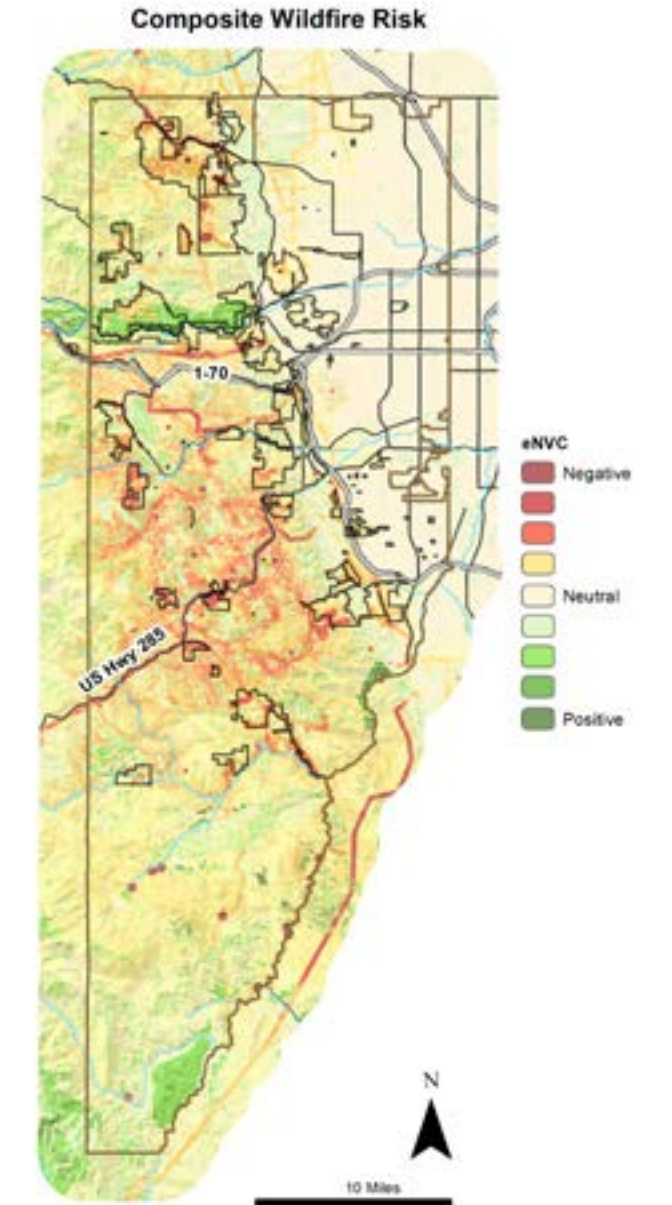 Composite Wildfire Risk
1-70
eNVC
Negative
Neutral
US Hwy 285
Positive
N
10 Miles